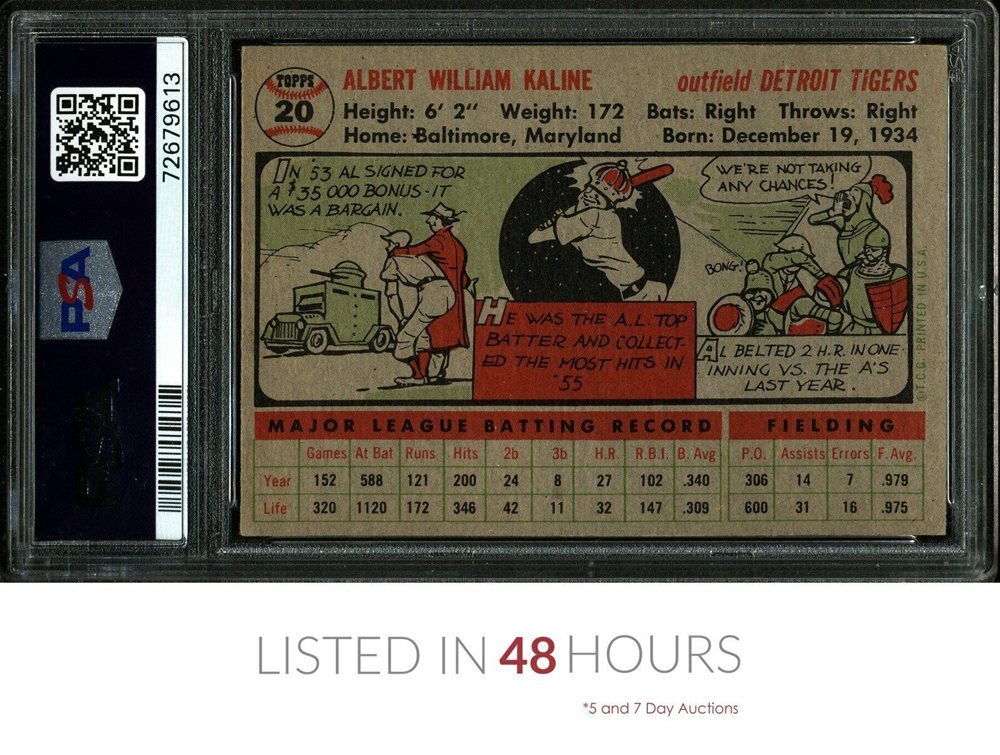 72679613
PSA
TOPPS
20
ALBERT WILLIAM KALINE
outfield DETROIT TIGERS
Height: 6' 2" Weight: 172 Bats: Right Throws: Right
Home: Baltimore, Maryland Born: December 19, 1934
IN '53 AL SIGNED FOR
A $35 000 BONUS - IT
WAS A BARGAIN.
HE WAS THE A.L. TOP
BATTER AND COLLECT-
ED THE MOST HITS IN
'55
WE'RE NOT TAKING
ANY CHANCES!
BONG!
AL BELTED 2 H.R. IN ONE
INNING VS. THE A'S
LAST YEAR.
© T.C.G. PRINTED IN U.S.A.
MAJOR LEAGUE BATTING RECORD FIELDING
Games At Bat Runs Hits 2b 3b H.R. R.B.I. B. Avg P.O. Assists Errors F. Avg.
Year 152 588 121 200 24 8 27 102 .340 306 14 7 .979
Life 320 1120 172 346 42 11 32 147 .309 600 31 16 .975
LISTED IN 48 HOURS
*5 and 7 Day Auctions